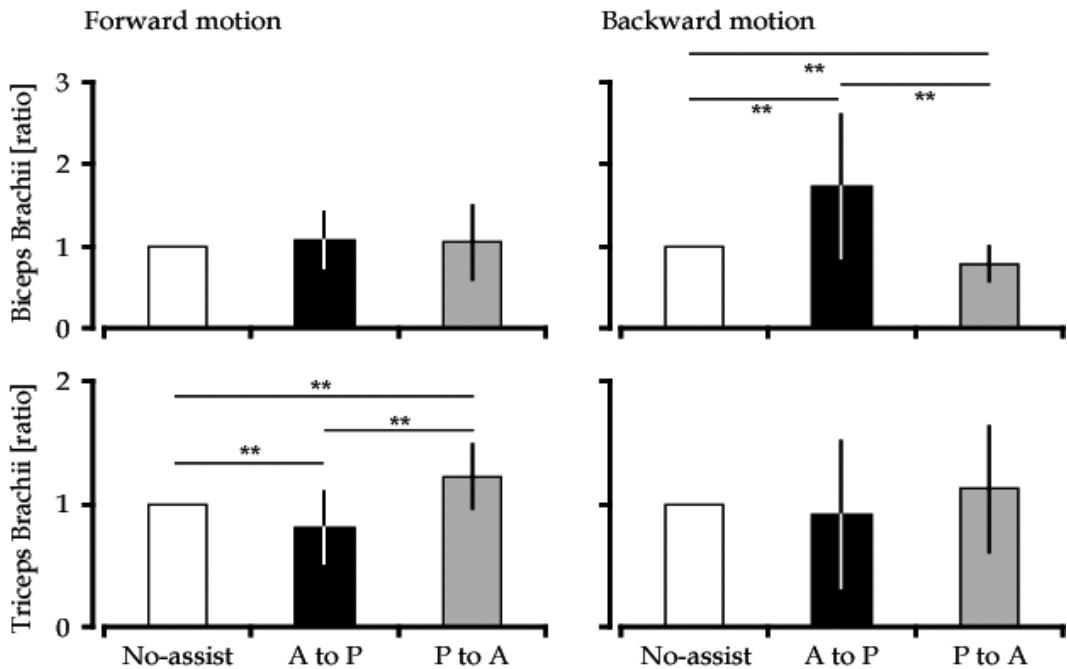 Forward motion
Backward motion
Biceps Brachii [ratio]
3
2
1
0
**
**
**
Triceps Brachii [ratio]
2
1
0
**
**
**
No-assist
A to P
P to A
No-assist
A to P
P to A